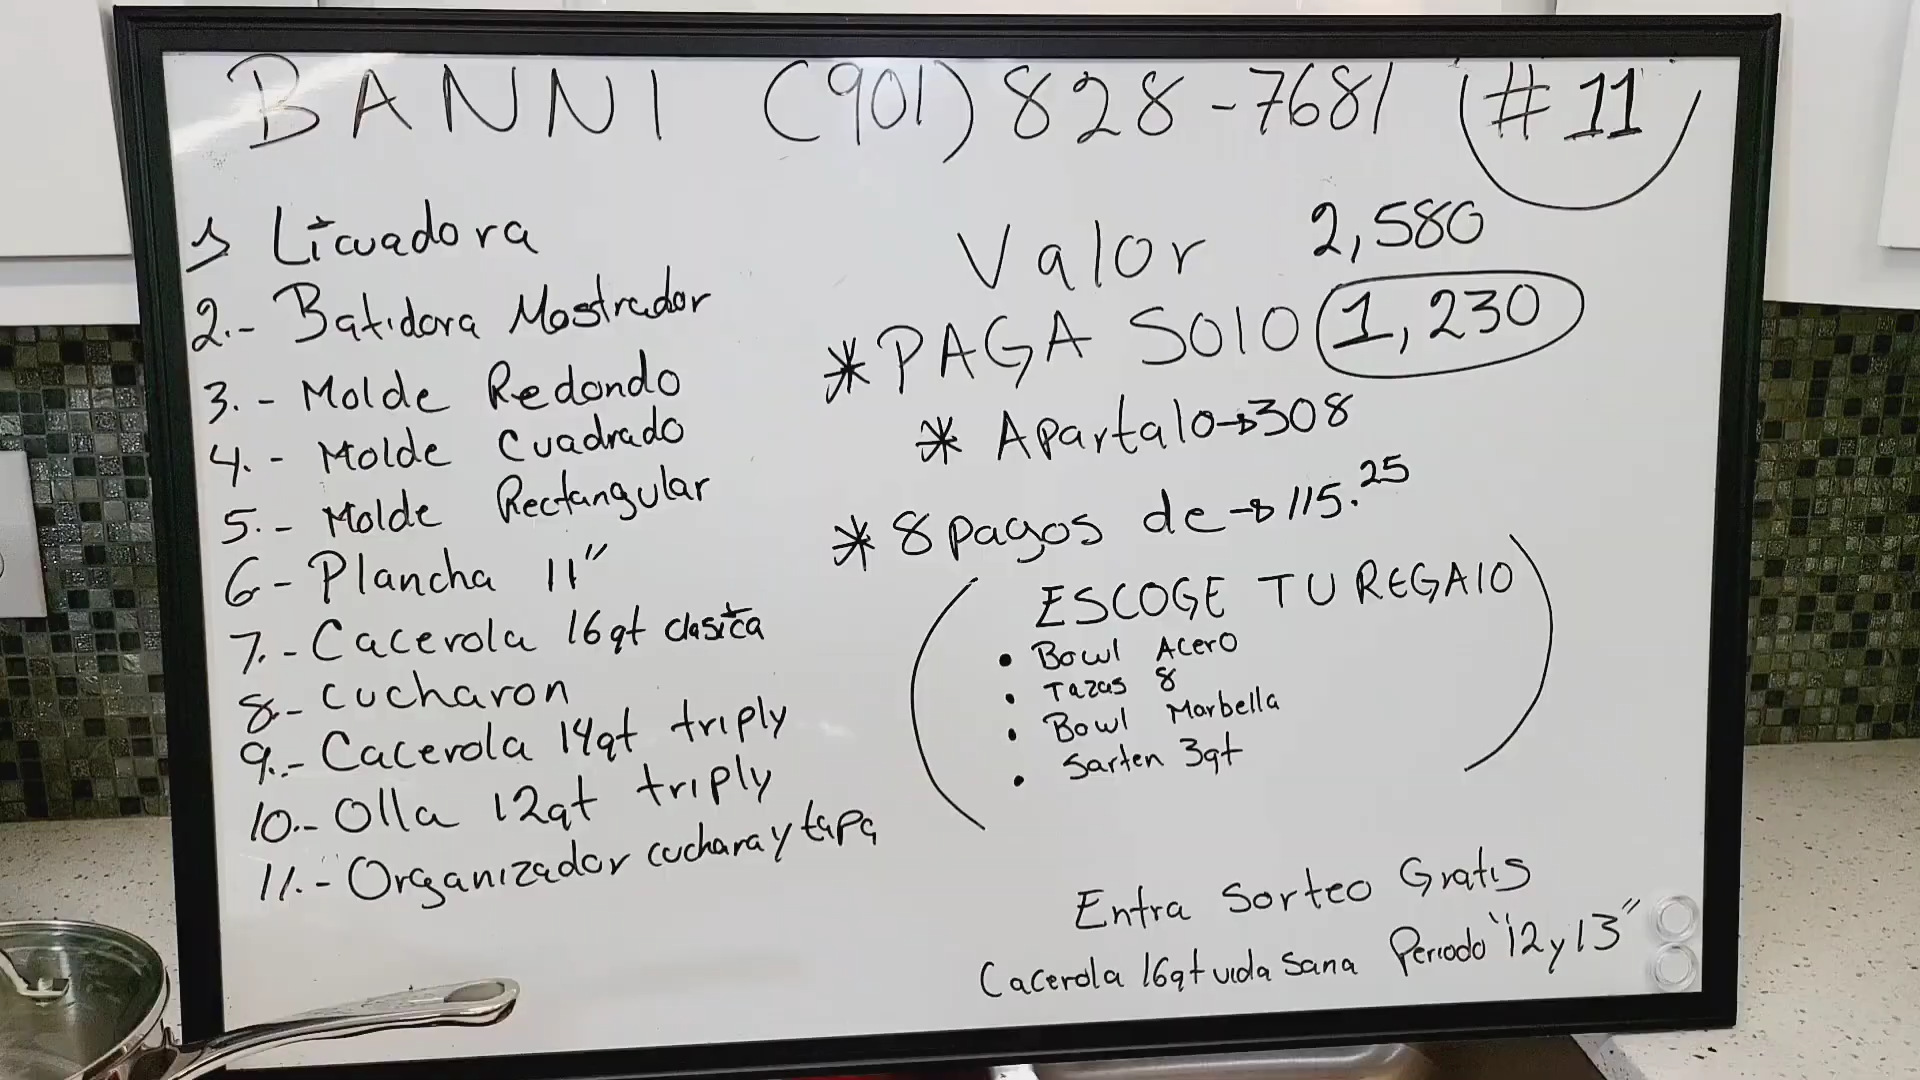 BANNI (901) 828-7681 #11
1 Licuadora
2.- Batidora Mostrador
3.- Molde Redondo
4.- Molde Cuadrado
5.- Molde Rectangular
6- Plancha 11"
7.- Cacerola 16qt clasica
8- Cucharon
9.- Cacerola 14qt triply
10.- Olla 12qt triply
11.- Organizador cuchara y tapa
Valor 2,580
* PAGA SOLO 1,230
* Apartalo→308
* 8 pagos de→115.25
ESCOGE TU REGALO
• Bowl Acero
• Tazas 8
• Bowl Marbella
• Sarten 3qt
Entra Sorteo Gratis
Cacerola 16qt vida Sana Periodo "12 y 13"